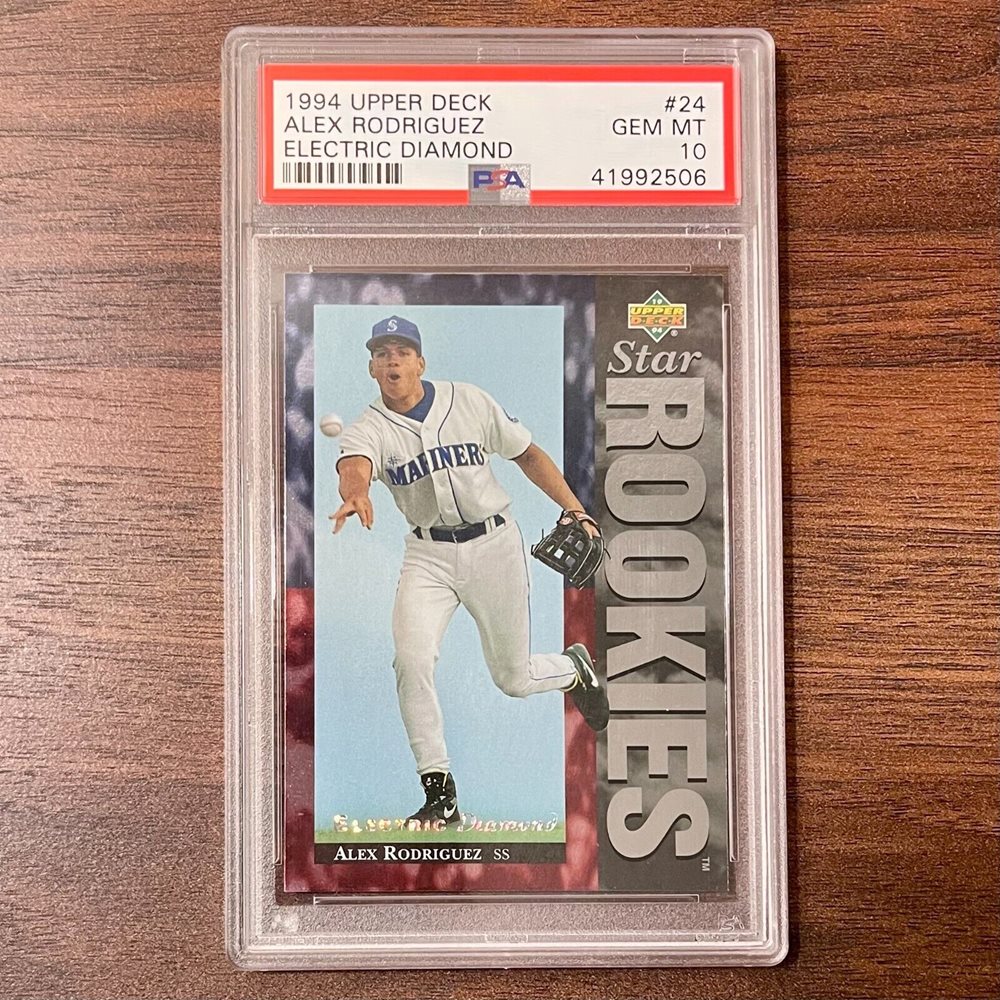 1994 UPPER DECK #24
ALEX RODRIGUEZ GEM MT
ELECTRIC DIAMOND 10
PSA 41992506
19
UPPER
DECK
94
®
Star
ROOKIES
™
S
MARINERS
Electric Diamond
ALEX RODRIGUEZ SS